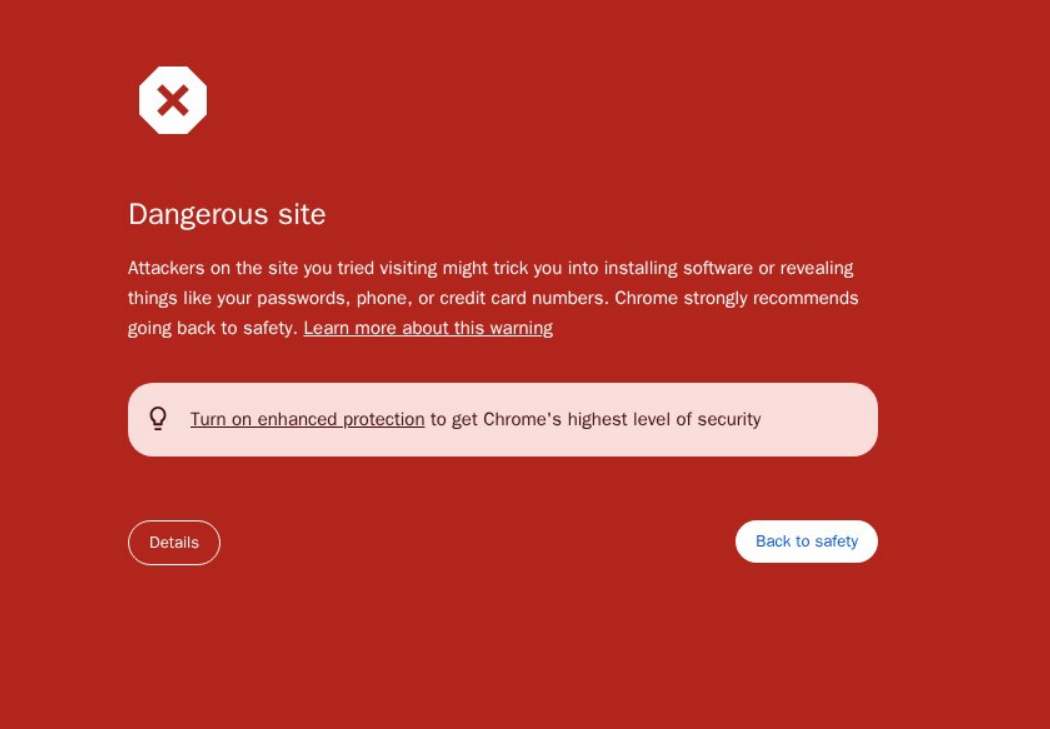 Dangerous site
Attackers on the site you tried visiting might trick you into installing software or revealing
things like your passwords, phone, or credit card numbers. Chrome strongly recommends
going back to safety. Learn more about this warning
Turn on enhanced protection to get Chrome's highest level of security
Details
Back to safety